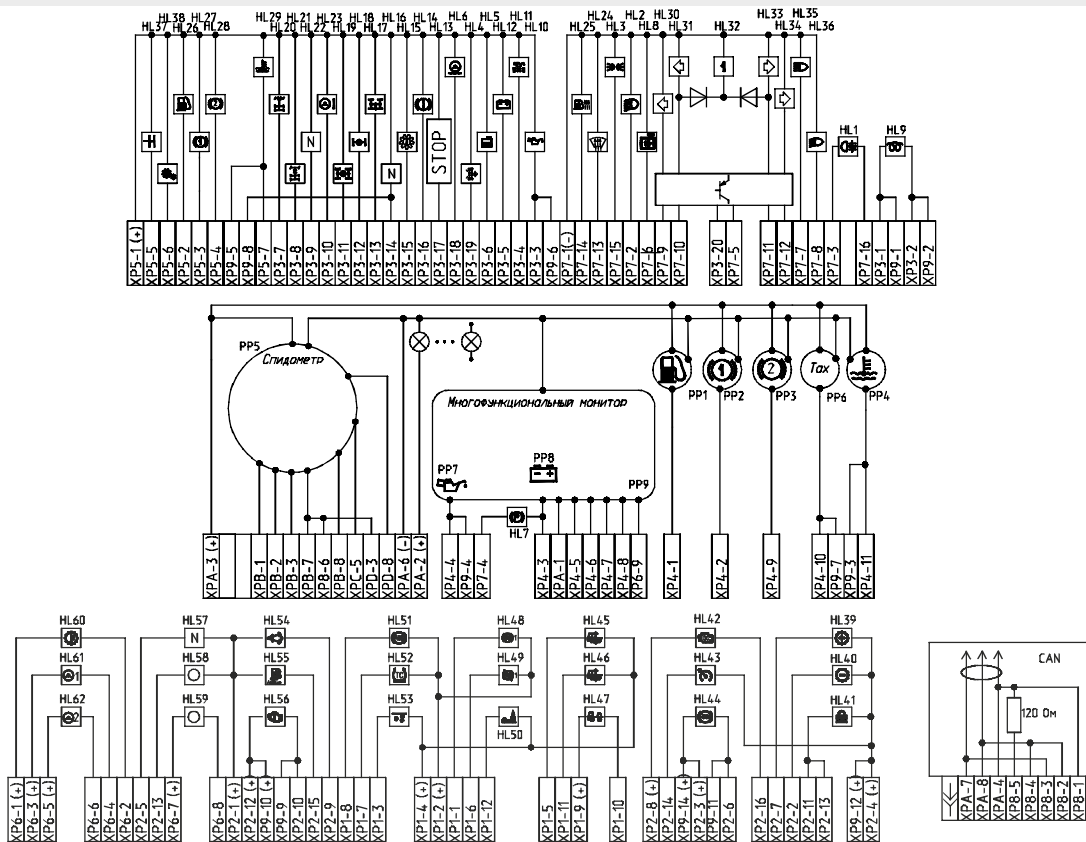 HL38 HL27
HL37 HL26 HL28
HL29 HL21 HL23 HL18 HL16 HL14 HL6 HL5 HL11
HL20 HL22 HL19 HL17 HL15 HL13 HL4 HL12 HL10
HL24 HL2 HL30
HL25 HL3 HL8 HL31
HL32
HL33 HL35
HL34 HL36
1
HL1
HL9
N
N
STOP
XP5-1 (+)
XP5-5
XP5-6
XP5-2
XP5-3
XP5-4
XP9-5
XP9-8
XP3-7
XP3-8
XP3-9
XP3-10
XP3-11
XP3-12
XP3-13
XP3-14
XP3-15
XP3-16
XP3-17
XP3-18
XP3-19
XP3-6
XP3-5
XP3-4
XP3-3
XP9-6
XP7-1(-)
XP7-14
XP7-13
XP7-15
XP7-2
XP7-6
XP7-9
XP7-10
XP3-20
XP7-5
XP7-11
XP7-12
XP7-7
XP7-8
XP7-3
XP7-16
XP3-1
XP9-1
XP3-2
XP9-2
PP5
Спидометр
Многофункциональный монитор
PP7
PP8
PP9
HL7
PP1
1
PP2
2
PP3
Tax
PP6
PP4
XPA-3 (+)
XPB-1
XPB-2
XPB-3
XPB-7
XP8-6
XPB-8
XPC-5
XPD-3
XPD-8
XPA-6 (-)
XPA-2 (+)
XP4-4
XP9-4
XP7-4
XP4-3
XPA-1
XP4-5
XP4-6
XP4-7
XP4-8
XP6-9
XP4-1
XP4-2
XP4-9
XP4-10
XP9-7
XP9-3
XP4-11
HL60 HL57 HL54 HL51 HL48 HL45 HL42 HL39
N
HL61 HL58 HL55 HL52 HL49 HL46 HL43 HL40
HL62 HL59 HL56 HL53 HL47 HL44 HL41
HL50
CAN
120 Ом
XP6-1 (+)
XP6-3 (+)
XP6-5 (+)
XP6-6
XP6-4
XP6-2
XP2-5
XP2-13
XP6-7 (+)
XP6-8
XP2-1 (+)
XP2-12 (+)
XP9-10 (+)
XP9-9
XP2-10
XP2-15
XP2-9
XP1-8
XP1-7
XP1-3
XP1-4 (+)
XP1-2 (+)
XP1-1
XP1-6
XP1-12
XP1-5
XP1-11
XP1-9 (+)
XP1-10
XP2-8 (+)
XP9-14 (+)
XP2-3 (+)
XP9-11
XP2-6
XP2-16
XP2-7
XP2-2
XP2-11
XP2-13
XP9-12 (+)
XP2-4 (+)
XPA-7
XPA-8
XPA-4
XP8-5
XP8-4
XP8-3
XP8-2
XP8-1